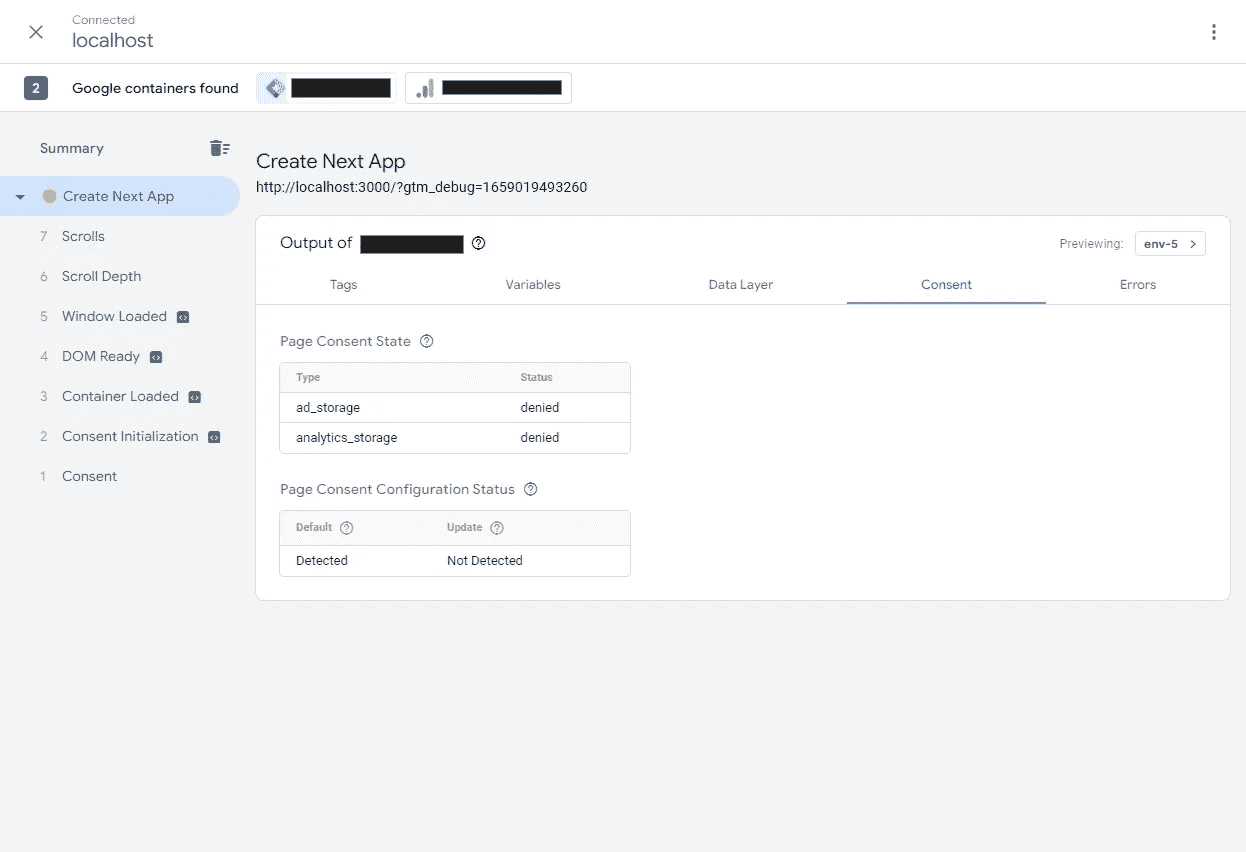 Connected
localhost
2 Google containers found
Summary
Create Next App
7 Scrolls
6 Scroll Depth
5 Window Loaded
4 DOM Ready
3 Container Loaded
2 Consent Initialization
1 Consent
Create Next App
http://localhost:3000/?gtm_debug=1659019493260
Output of
Previewing: env-5
Tags Variables Data Layer Consent Errors
Page Consent State
Type Status
ad_storage denied
analytics_storage denied
Page Consent Configuration Status
Default Update
Detected Not Detected